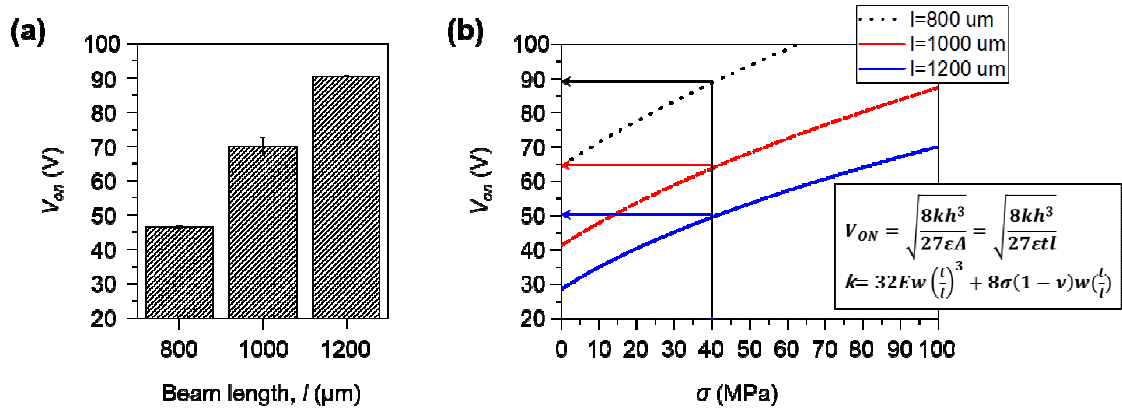 (a)
100
90
80
70
60
50
40
30
20
V_on (V)
800 1000 1200
Beam length, l (µm)
(b)
l=800 um
l=1000 um
l=1200 um
100
90
80
70
60
50
40
30
20
V_on (V)
0 10 20 30 40 50 60 70 80 90 100
σ (MPa)
V_ON = √(8kh³/27εA) = √(8kh³/27εtl)
k= 32Ew(t/l)³ + 8σ(1 − ν)w(t/l)